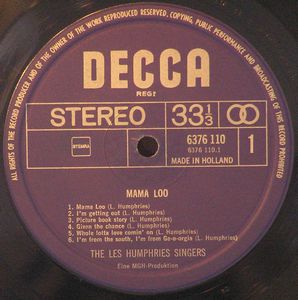 ALL RIGHTS OF THE RECORD PRODUCER AND OF THE OWNER OF THE WORK REPRODUCED RESERVED. COPYING, PUBLIC PERFORMANCE AND BROADCASTING OF THIS RECORD PROHIBITED
DECCA
REGD
STEREO 33⅓
STEMRA
6376 110
6376 110.1
1
MADE IN HOLLAND
MAMA LOO
1. Mama Loo (L. Humphries)
2. I'm getting out (L. Humphries)
3. Picture book story (L. Humphries)
4. Given the chance (L. Humphries)
5. Whole lotta love comin' on (L. Humphries)
6. I'm from the south, I'm from Ge-o-orgia (L. Humphries)
THE LES HUMPHRIES SINGERS
Eine MGH-Produktion